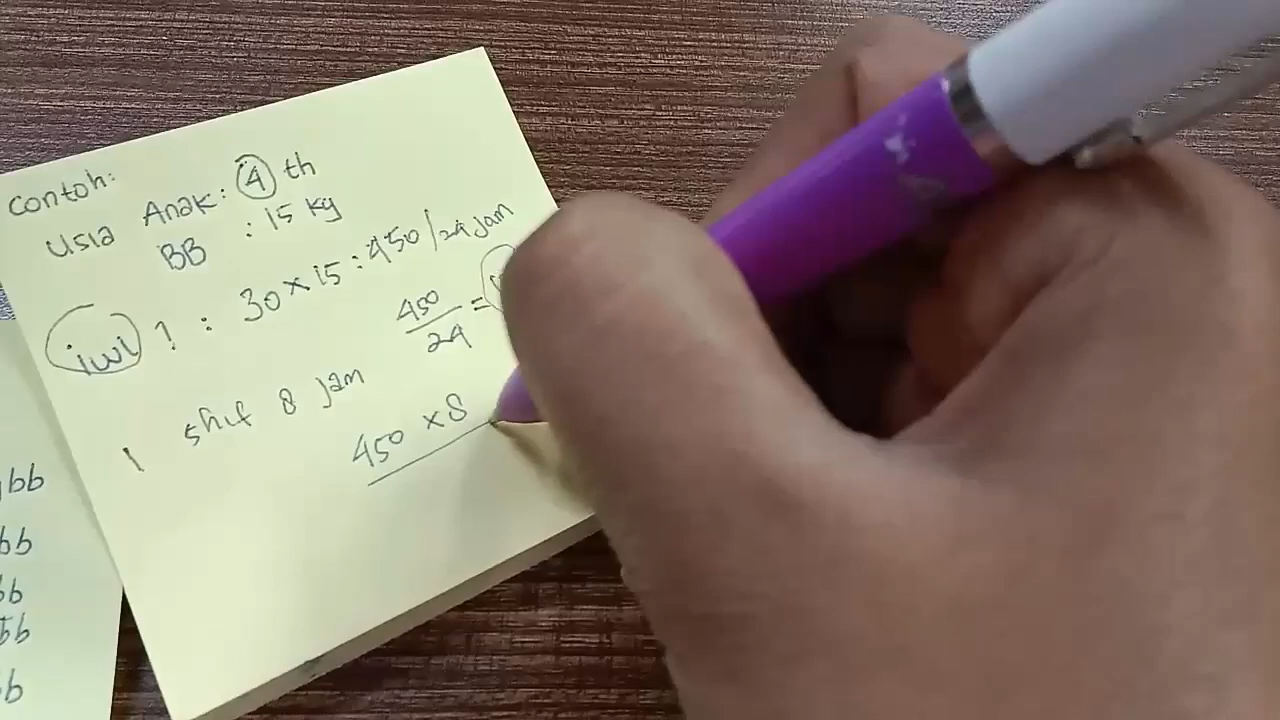 Contoh:
Usia Anak: 4 th
BB : 15 kg
iwl ? : 30 x 15 : 450/24 jam
450
24 =
1 shif 8 jam
450 x 8
bb
bb
bb
bb
b